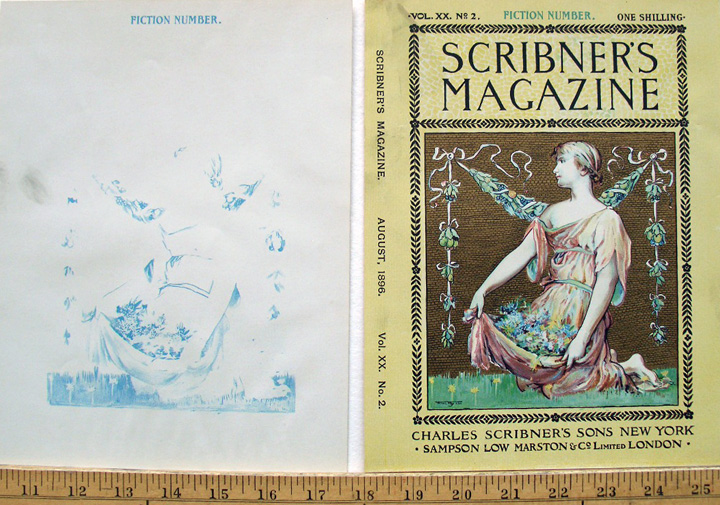 FICTION NUMBER.
SCRIBNER'S MAGAZINE. AUGUST, 1896. Vol. XX. No. 2.
·VOL. XX. Nº 2. FICTION NUMBER. ONE SHILLING·
SCRIBNER'S
MAGAZINE
CHARLES SCRIBNER'S SONS NEW YORK
· SAMPSON LOW MARSTON & Cº LIMITED LONDON ·
11 12 13 14 15 16 17 18 19 20 21 22 23 24 25